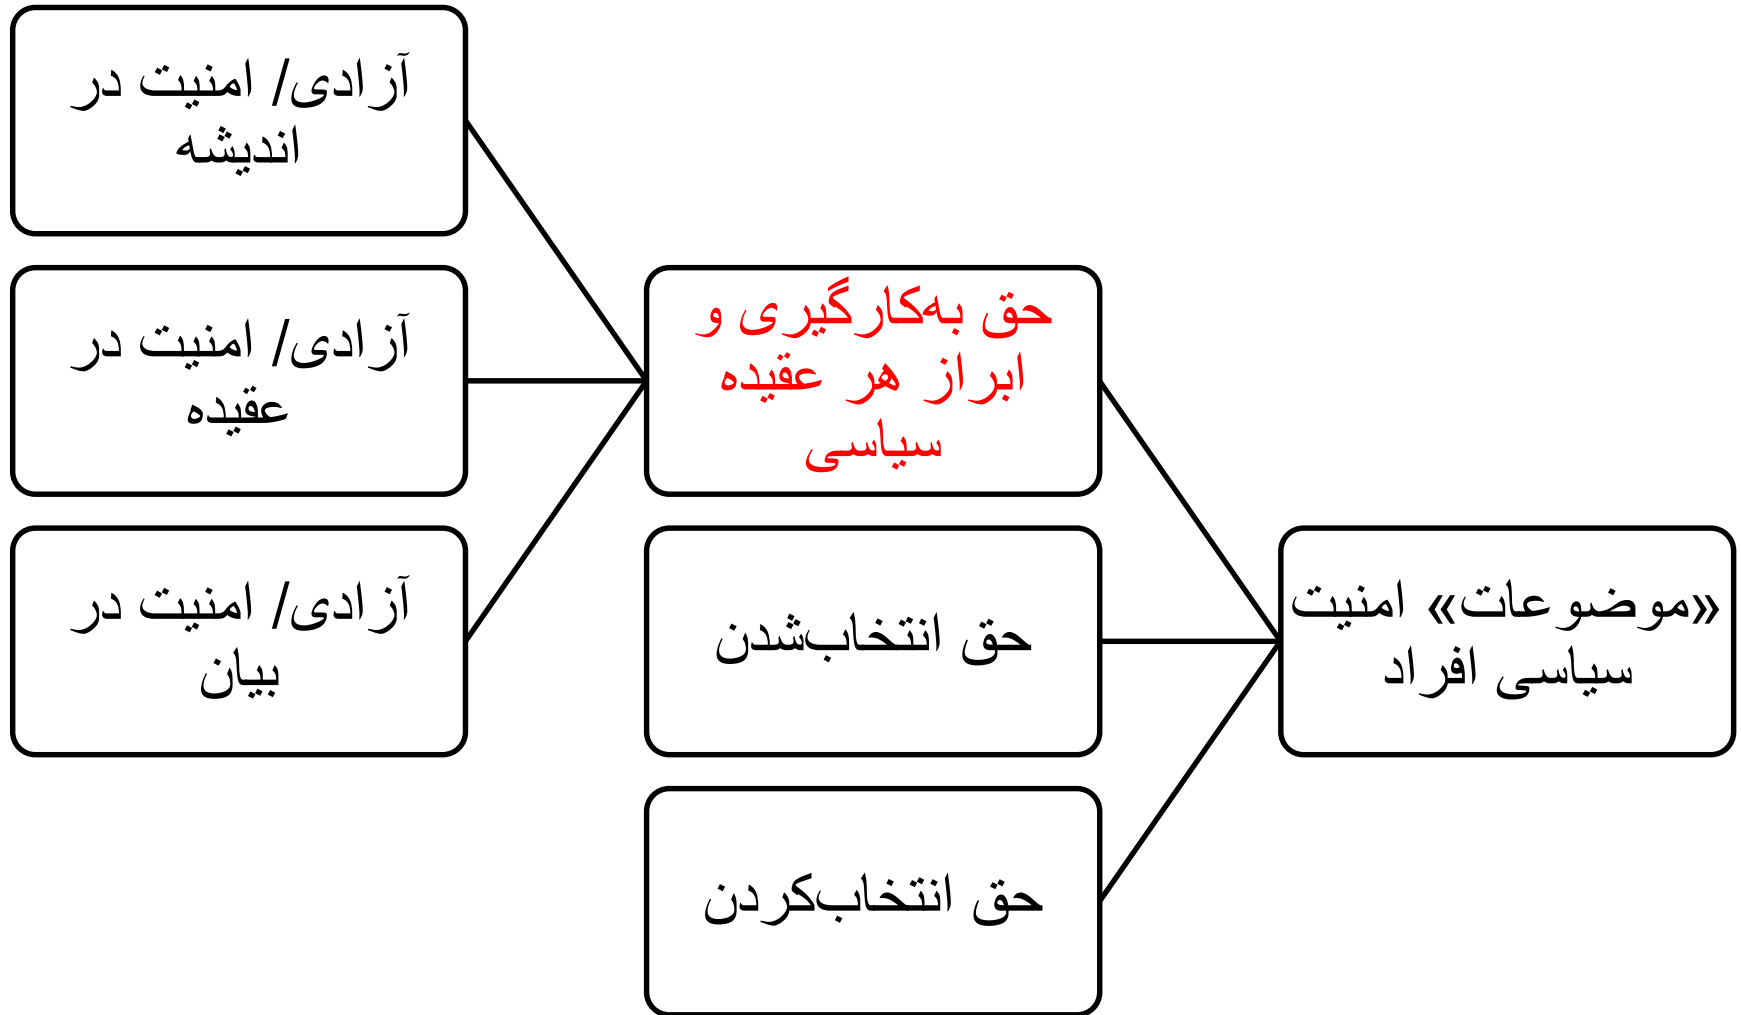 «موضوعات» امنیت
سیاسی افراد
حق به‌کارگیری و
ابراز هر عقیده
سیاسی
حق انتخاب‌شدن
حق انتخاب‌کردن
آزادی/ امنیت در
اندیشه
آزادی/ امنیت در
عقیده
آزادی/ امنیت در
بیان